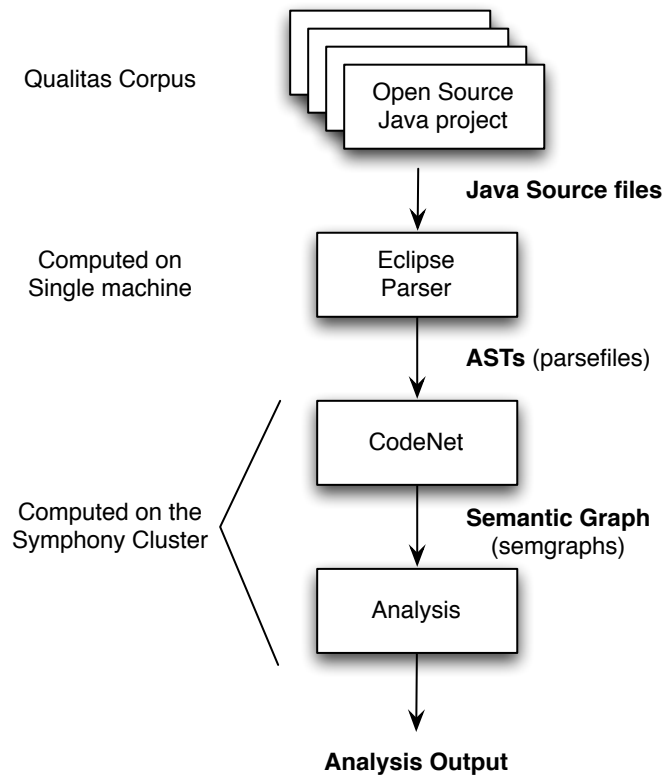 Qualitas Corpus
Open Source
Java project
Java Source files
Computed on
Single machine
Eclipse
Parser
ASTs (parsefiles)
CodeNet
Computed on the
Symphony Cluster
Semantic Graph
(semgraphs)
Analysis
Analysis Output